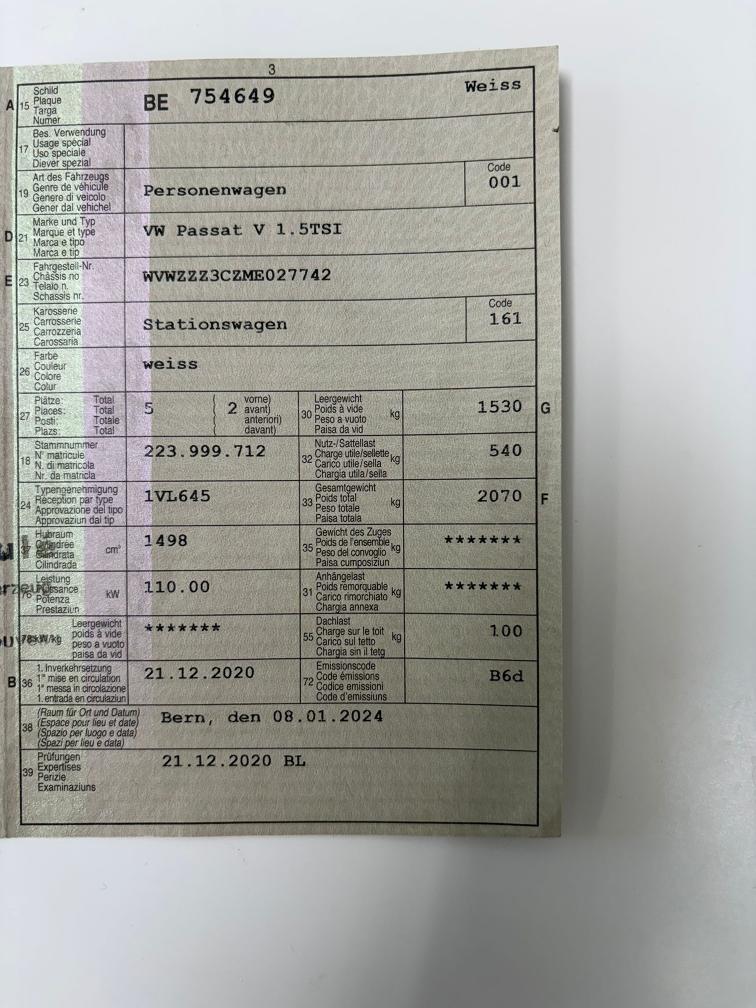 3
A 15 Schild BE 754649 Weiss
Plaque
Targa
Numer
17 Bes. Verwendung
Usage spécial
Uso speciale
Diever spezial
19 Art des Fahrzeugs Personenwagen Code
Genre de véhicule 001
Genere di veicolo
Gener dal vehichel
D 21 Marke und Typ VW Passat V 1.5TSI
Marque et type
Marca e tipo
Marca e tip
E 23 Fahrgestell-Nr. WVWZZZ3CZME027742
Châssis no
Telaio n.
Schassis nr.
25 Karosserie Stationswagen Code
Carrosserie 161
Carrozzeria
Carossaria
26 Farbe weiss
Couleur
Colore
Colur
27 Plätze: Total 5 ( 2 vorne) 30 Leergewicht kg 1530 G
Places: Total avant) Poids à vide
Posti: Totale anteriori) Peso a vuoto
Plazs: Total davant) Paisa da vid
18 Stammnummer 223.999.712 32 Nutz-/Sattellast kg 540
N° matricule Charge utile/sellette
N. di matricola Carico utile/sella
Nr. da matricla Chargia utila/sella
24 Typengenehmigung 1VL645 33 Gesamtgewicht kg 2070 F
Réception par type Poids total
Approvazione del tipo Peso totale
Approvaziun dal tip Paisa totala
Hubraum cm³ 1498 35 Gewicht des Zuges kg *******
Poids de l'ensemble
Cilindrata Peso del convoglio
Cilindrada Paisa cumposiziun
76 Leistung kW 110.00 31 Anhängelast kg *******
Poids remorquable
Potenza Carico rimorchiato
Prestaziun Chargia annexa
Leergewicht ******* 55 Dachlast kg 100
poids à vide Charge sur le toit
peso a vuoto Carico sul tetto
paisa da vid Chargia sin il tetg
B 36 1. Inverkehrsetzung 21.12.2020 72 Emissionscode B6d
1re mise en circulation Code émissions
1a messa in circolazione Codice emissioni
1. entrada en circulaziun Code d'emissiuns
38 (Raum für Ort und Datum) Bern, den 08.01.2024
(Espace pour lieu et date)
(Spazio per luogo e data)
(Spazi per lieu e data)
39 Prüfungen 21.12.2020 BL
Expertises
Perizie
Examinaziuns